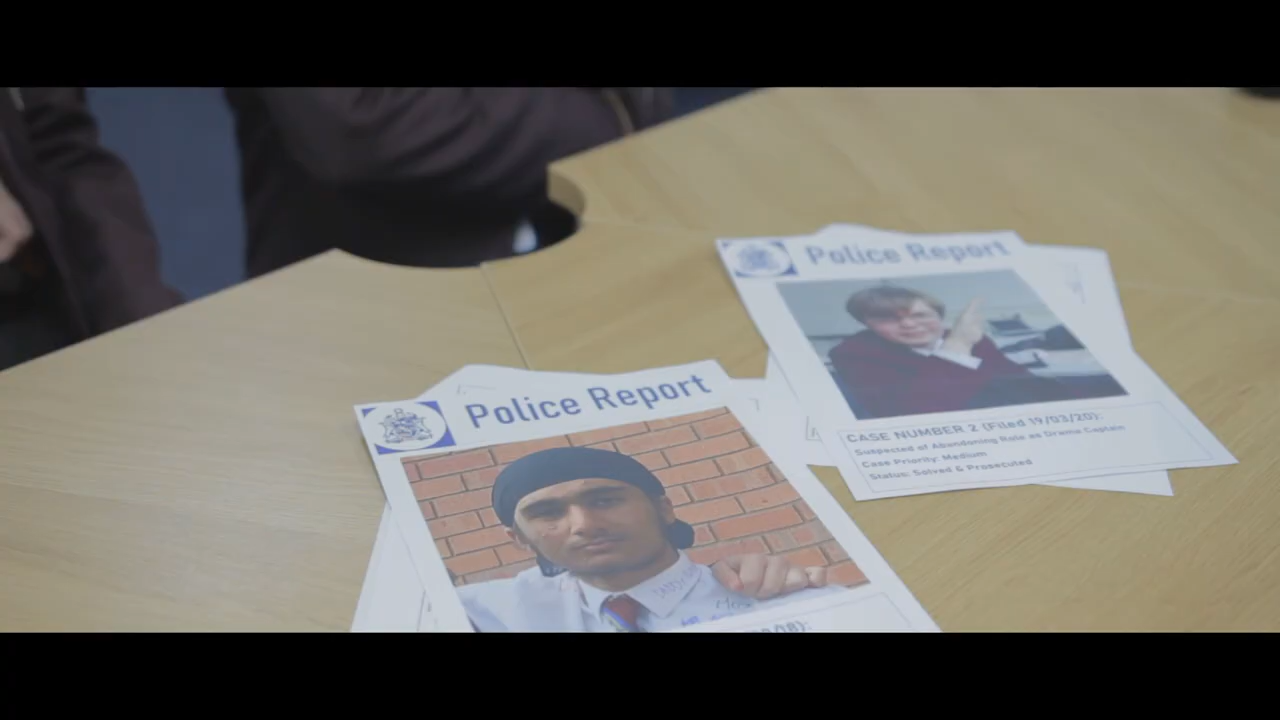 Police Report
CASE NUMBER 2 (Filed 19/03/20):
Suspected of Abandoning Role as Drama Captain
Case Priority: Medium
Status: Solved & Prosecuted
Police Report